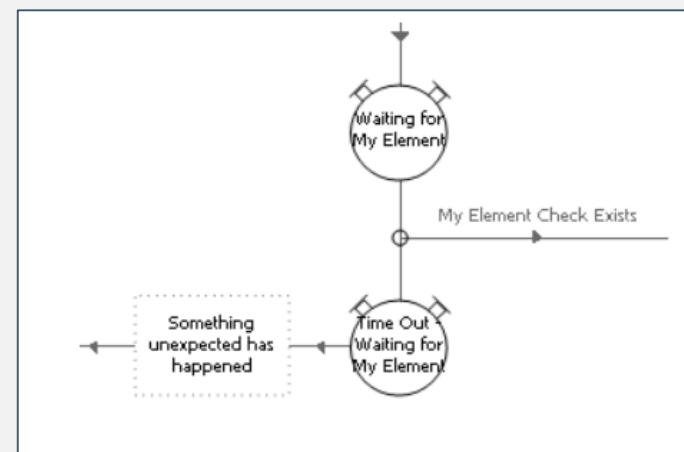 Waiting for
My Element
My Element Check Exists
Something
unexpected has
happened
Time Out -
Waiting for
My Element